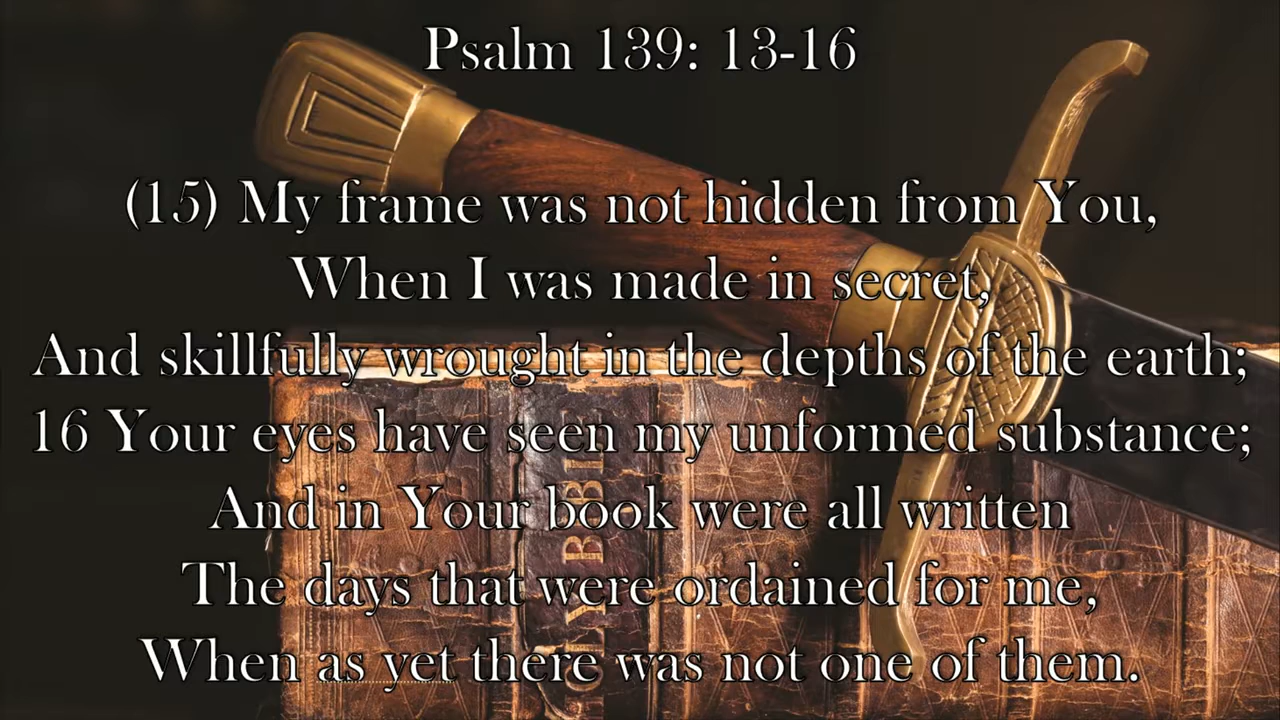 Psalm 139: 13-16
(15) My frame was not hidden from You,
When I was made in secret,
And skillfully wrought in the depths of the earth;
16 Your eyes have seen my unformed substance;
And in Your book were all written
The days that were ordained for me,
When as yet there was not one of them.
HOLY BIBLE